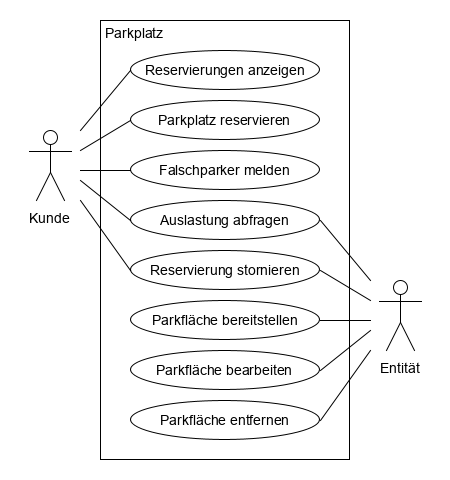 Parkplatz
Reservierungen anzeigen
Parkplatz reservieren
Falschparker melden
Auslastung abfragen
Kunde
Reservierung stornieren
Parkfläche bereitstellen
Parkfläche bearbeiten
Entität
Parkfläche entfernen